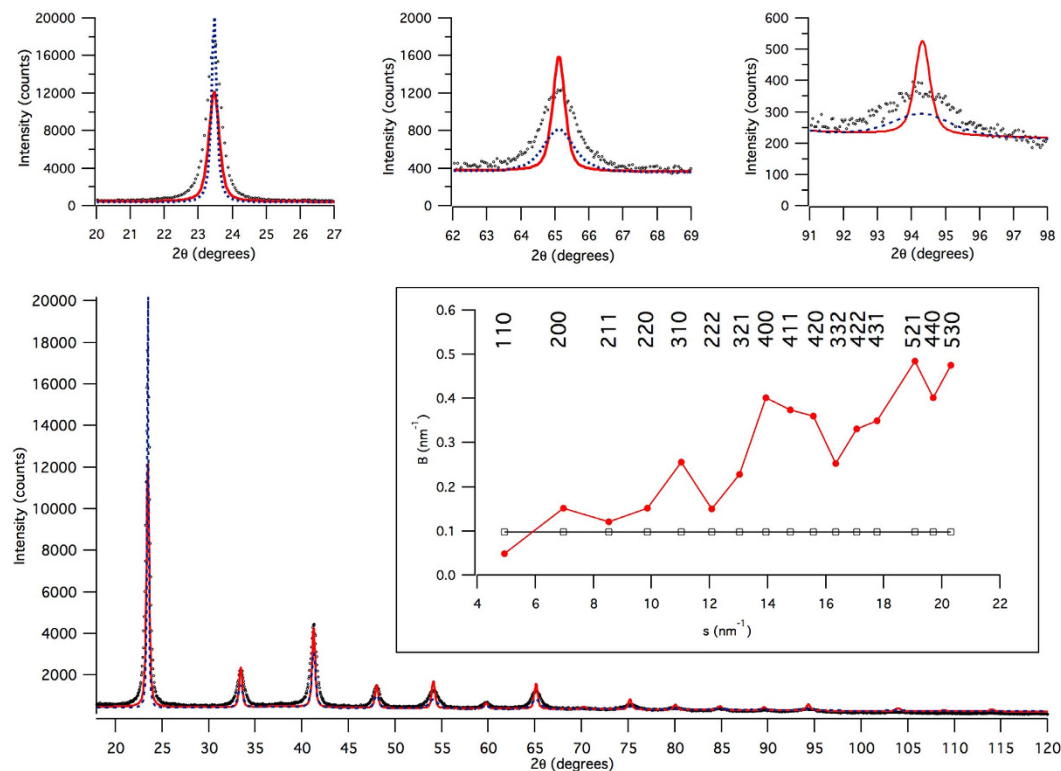 Intensity (counts)
20000
16000
12000
8000
4000
0
20 21 22 23 24 25 26 27
2θ (degrees)
Intensity (counts)
2000
1600
1200
800
400
0
62 63 64 65 66 67 68 69
2θ (degrees)
Intensity (counts)
600
500
400
300
200
100
0
91 92 93 94 95 96 97 98
2θ (degrees)
Intensity (counts)
20000
18000
16000
14000
12000
10000
8000
6000
4000
2000
20 25 30 35 40 45 50 55 60 65 70 75 80 85 90 95 100 105 110 115 120
2θ (degrees)
B (nm⁻¹)
0.6
0.5
0.4
0.3
0.2
0.1
0.0
110 200 211 220 310 222 321 400 411 420 332 422 431 521 440 530
4 6 8 10 12 14 16 18 20 22
s (nm⁻¹)